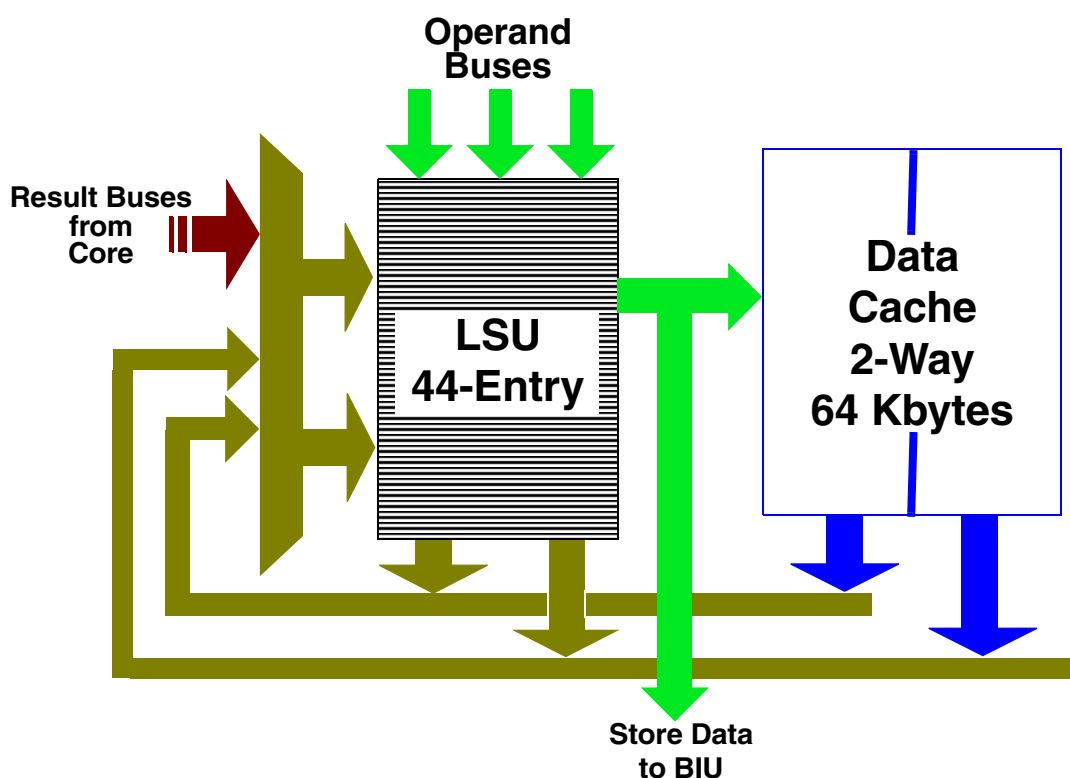 Operand
Buses
Result Buses
from
Core
LSU
44-Entry
Data
Cache
2-Way
64 Kbytes
Store Data
to BIU